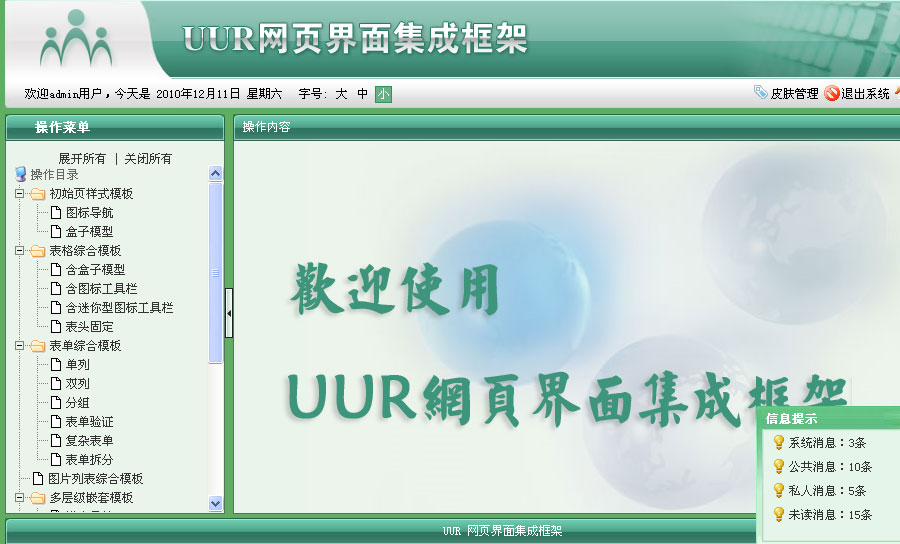 UUR网页界面集成框架
欢迎admin用户，今天是 2010年12月11日 星期六 字号: 大 中 小
皮肤管理 退出系统
操作菜单
展开所有 | 关闭所有
操作目录
初始页样式模板
图标导航
盒子模型
表格综合模板
含盒子模型
含图标工具栏
含迷你型图标工具栏
表头固定
表单综合模板
单列
双列
分组
表单验证
复杂表单
表单拆分
图片列表综合模板
多层级嵌套模板
操作内容
歡迎使用
UUR網頁界面集成框架
信息提示
系统消息：3条
公共消息：10条
私人消息：5条
未读消息：15条
UUR 网页界面集成框架